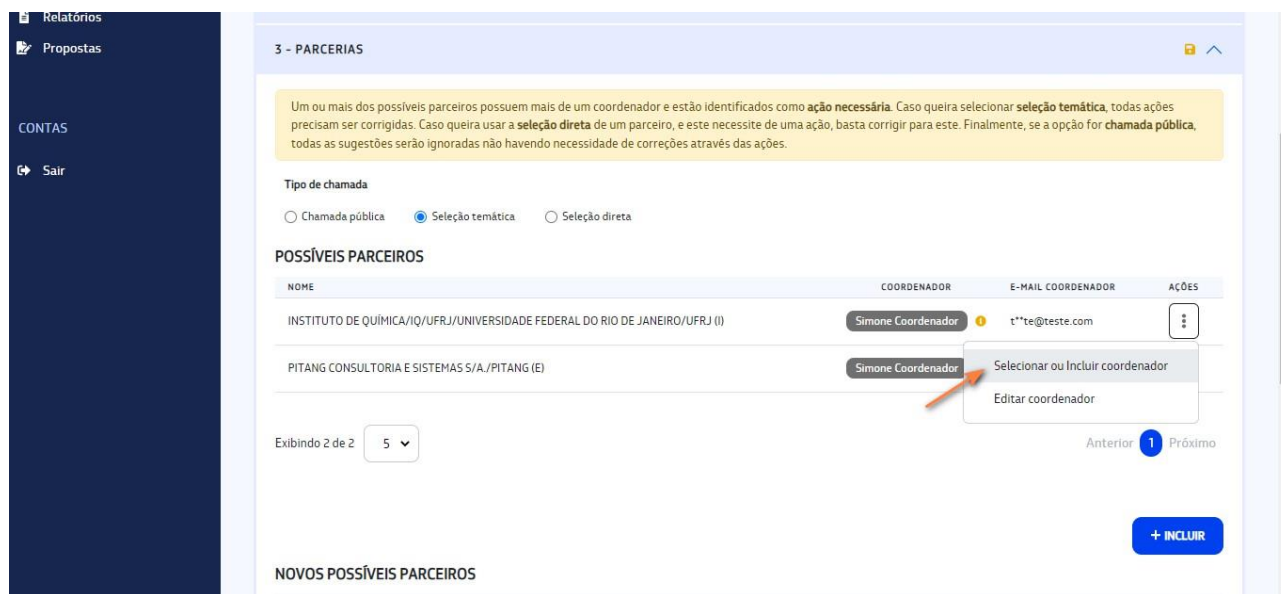 Relatórios
Propostas
CONTAS
Sair
3 - PARCERIAS
Um ou mais dos possíveis parceiros possuem mais de um coordenador e estão identificados como ação necessária. Caso queira selecionar seleção temática, todas ações
precisam ser corrigidas. Caso queira usar a seleção direta de um parceiro, e este necessite de uma ação, basta corrigir para este. Finalmente, se a opção for chamada pública,
todas as sugestões serão ignoradas não havendo necessidade de correções através das ações.
Tipo de chamada
Chamada pública Seleção temática Seleção direta
POSSÍVEIS PARCEIROS
NOME COORDENADOR E-MAIL COORDENADOR AÇÕES
INSTITUTO DE QUÍMICA/IQ/UFRJ/UNIVERSIDADE FEDERAL DO RIO DE JANEIRO/UFRJ (I) Simone Coordenador t**te@teste.com
PITANG CONSULTORIA E SISTEMAS S/A./PITANG (E) Simone Coordenador
Selecionar ou Incluir coordenador
Editar coordenador
Exibindo 2 de 2 5 Anterior 1 Próximo
+ INCLUIR
NOVOS POSSÍVEIS PARCEIROS